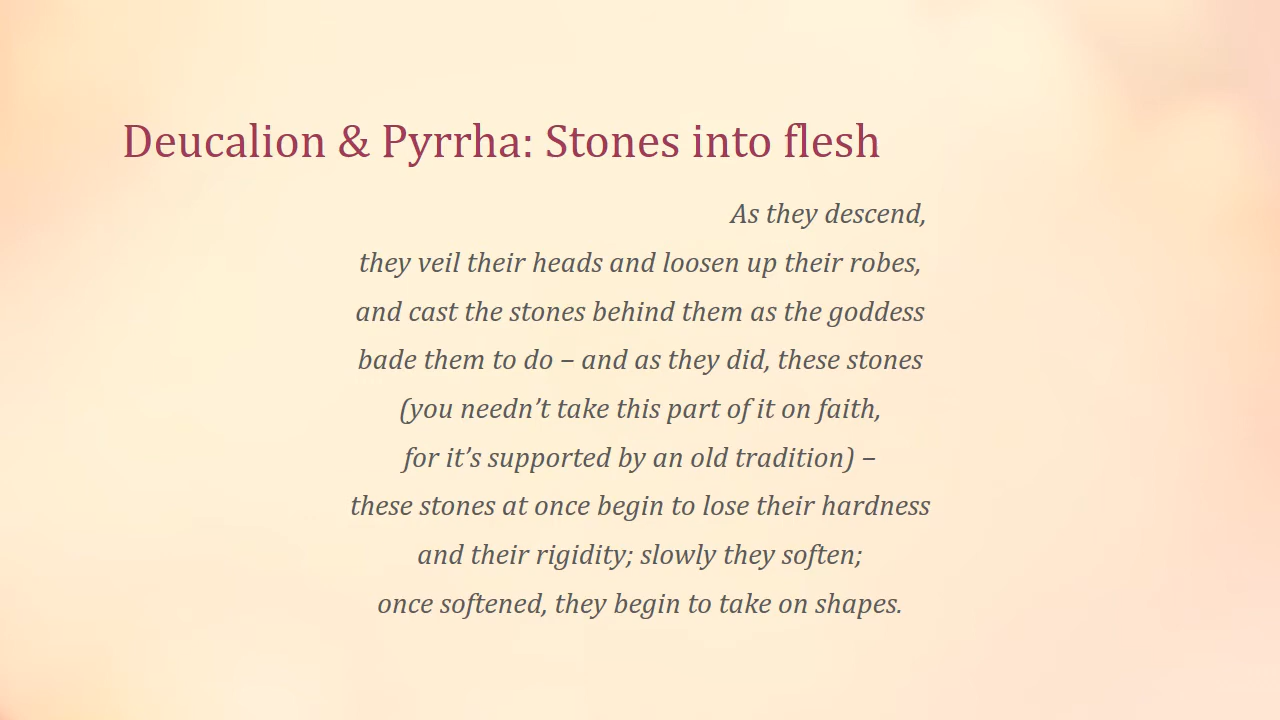 Deucalion & Pyrrha: Stones into flesh
As they descend,
they veil their heads and loosen up their robes,
and cast the stones behind them as the goddess
bade them to do – and as they did, these stones
(you needn’t take this part of it on faith,
for it’s supported by an old tradition) –
these stones at once begin to lose their hardness
and their rigidity; slowly they soften;
once softened, they begin to take on shapes.